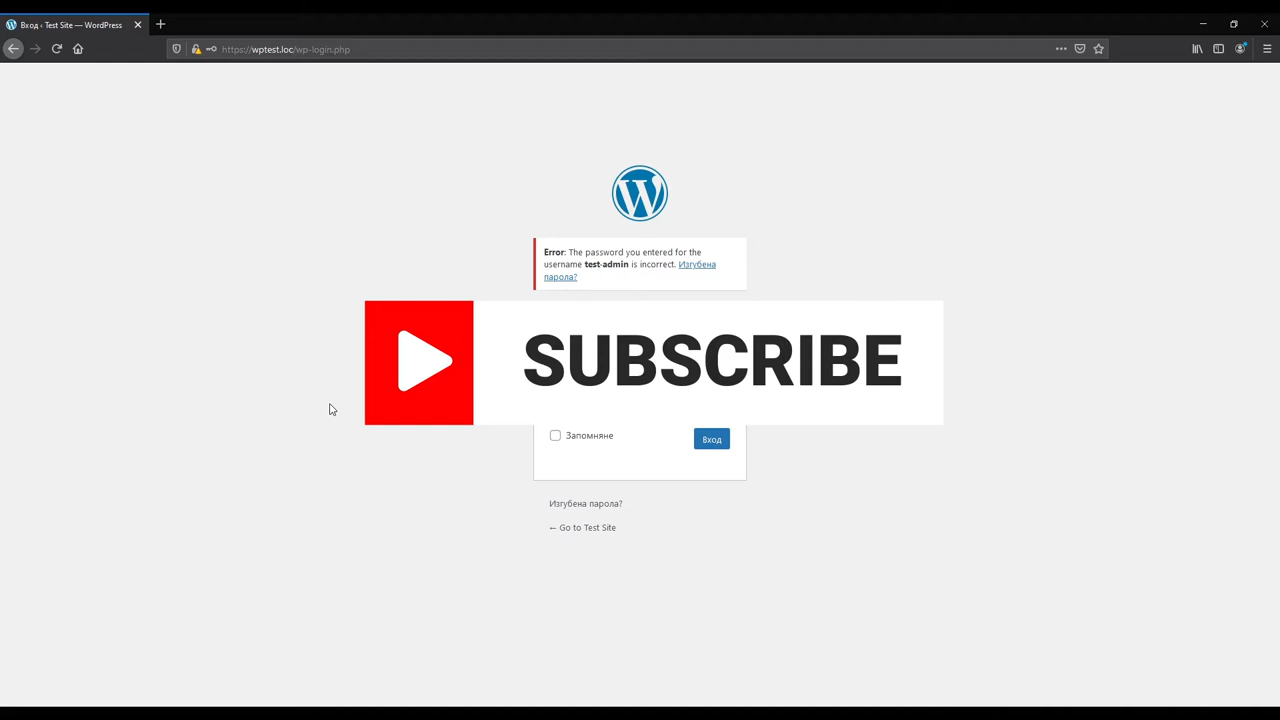 Вход ‹ Test Site — WordPress
https://wptest.loc/wp-login.php
Error: The password you entered for the
username test-admin is incorrect. Изгубена
парола?
SUBSCRIBE
Запомняне
Вход
Изгубена парола?
← Go to Test Site